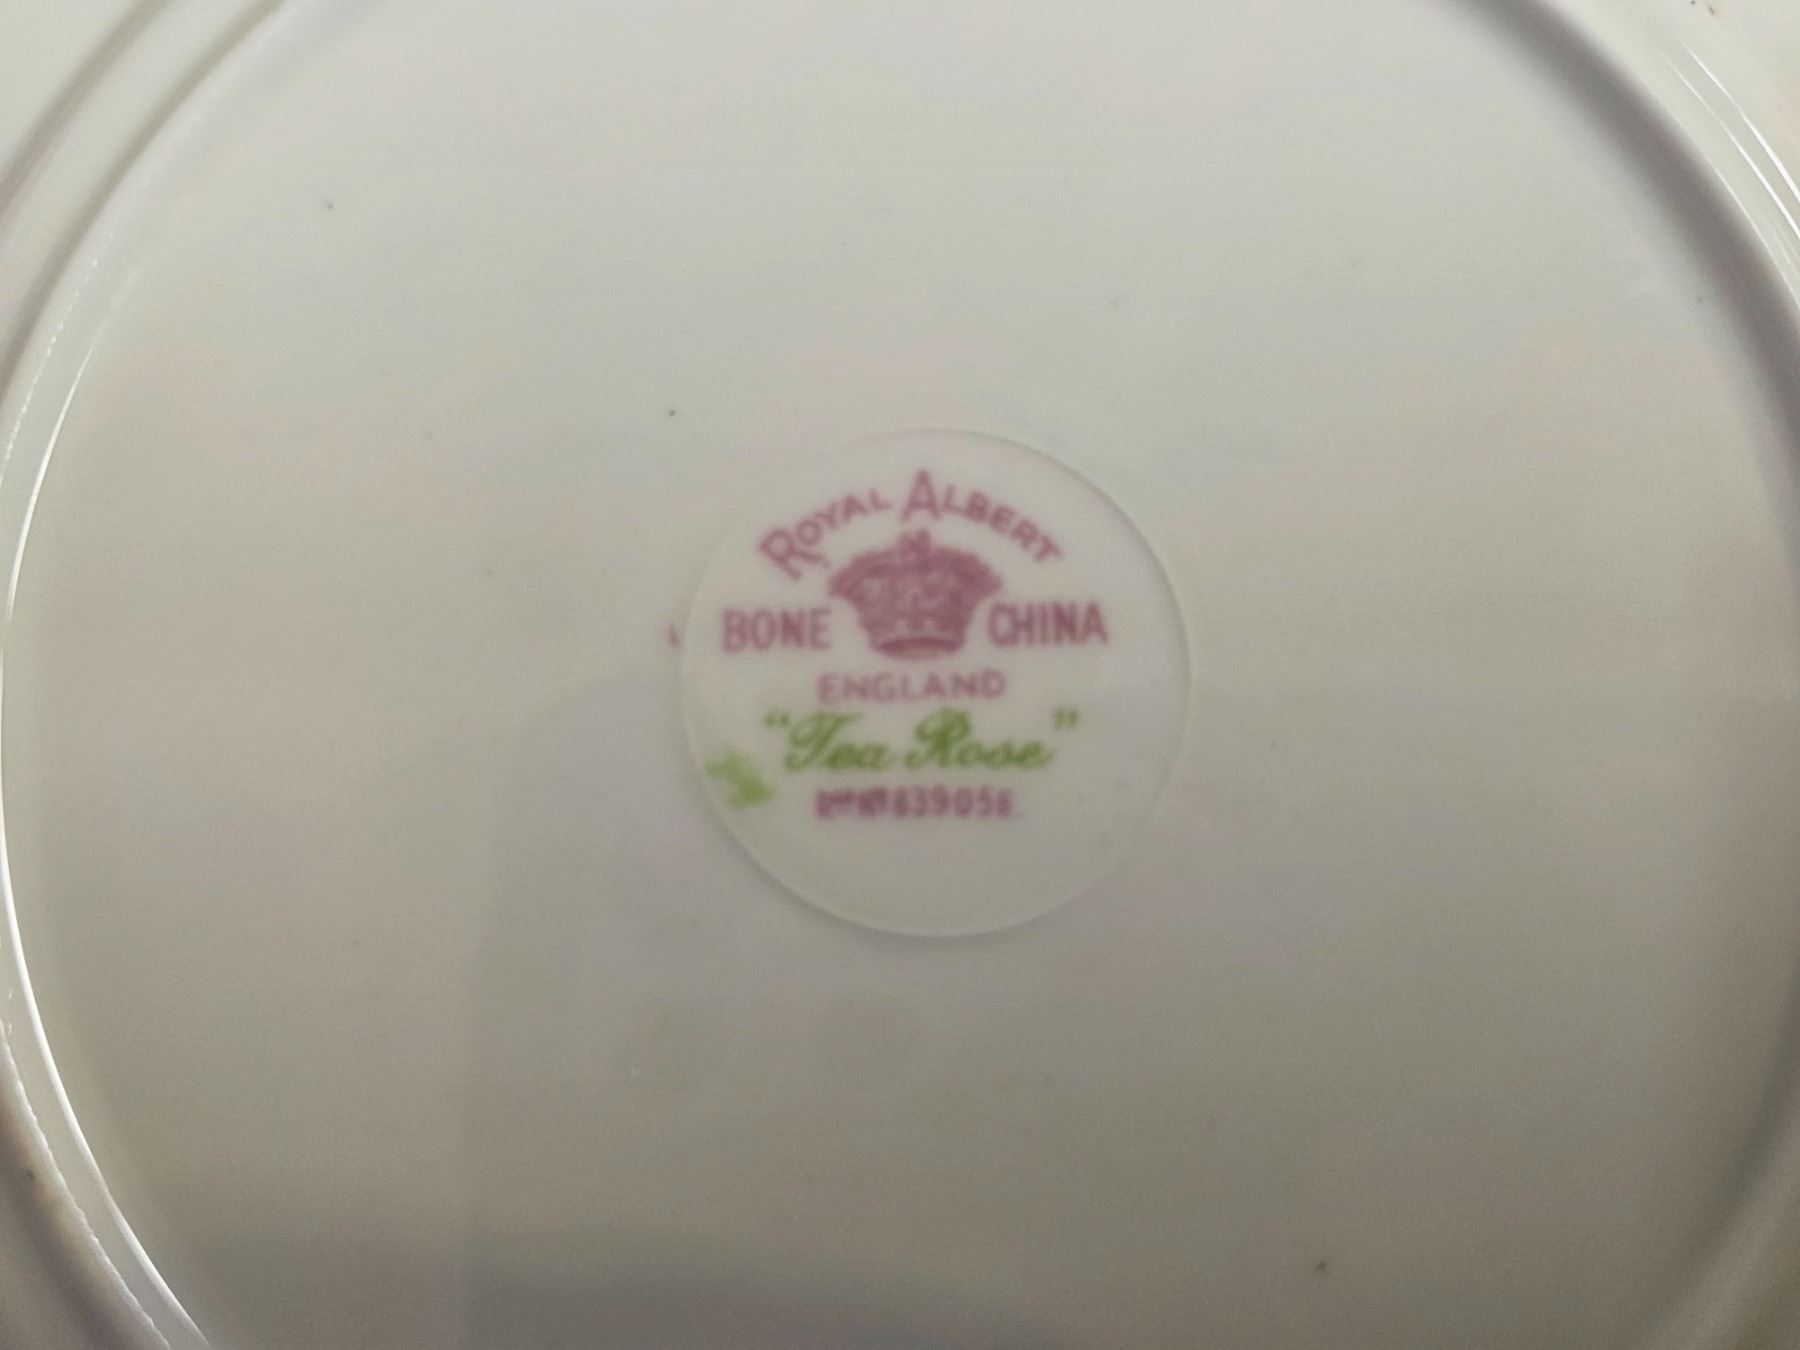 ROYAL ALBERT
BONE CHINA
ENGLAND
"Tea Rose"
Rᵈ Nº 839056.